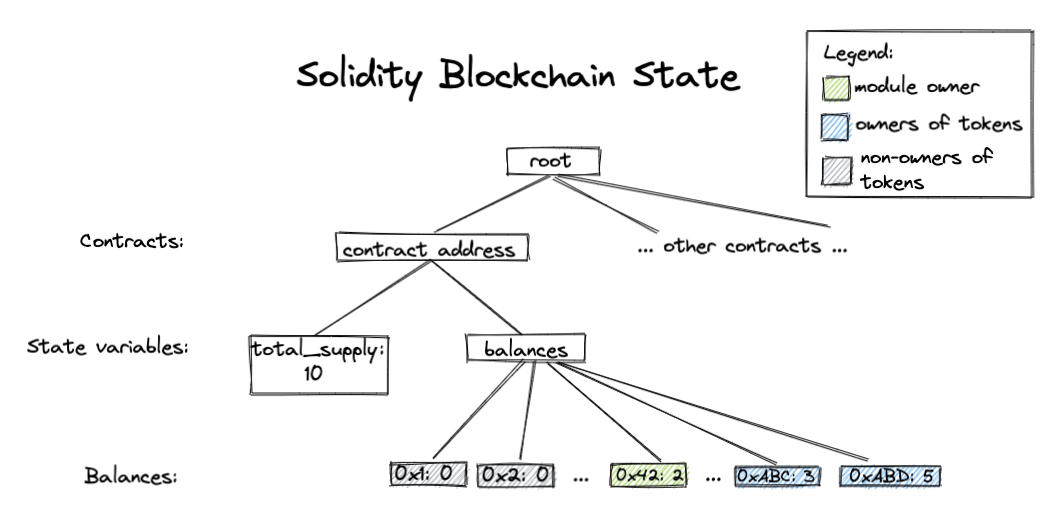 Solidity Blockchain State
Legend:
module owner
owners of tokens
non-owners of
tokens
root
Contracts:
contract address
... other contracts ...
State variables:
total_supply:
10
balances
Balances:
0x1: 0
0x2: 0
...
0x42: 2
...
0xABC: 3
0xABD: 5